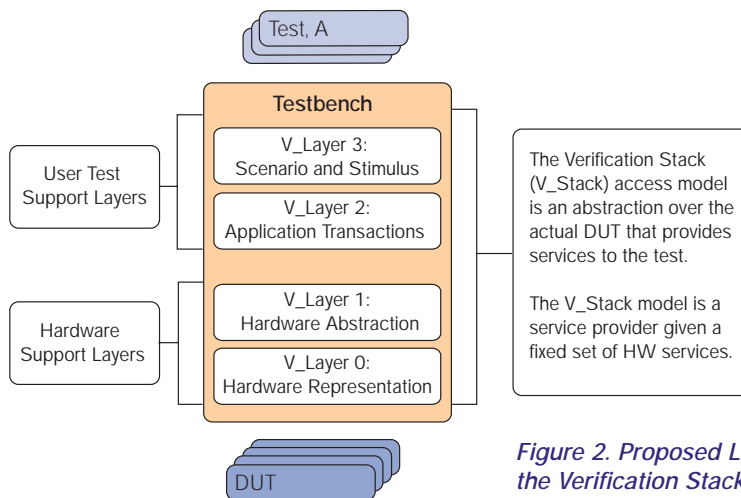 Test, A
Testbench
V_Layer 3:
Scenario and Stimulus
V_Layer 2:
Application Transactions
V_Layer 1:
Hardware Abstraction
V_Layer 0:
Hardware Representation
User Test
Support Layers
Hardware
Support Layers
The Verification Stack
(V_Stack) access model
is an abstraction over the
actual DUT that provides
services to the test.
The V_Stack model is a
service provider given a
fixed set of HW services.
DUT
Figure 2. Proposed L
the Verification Stack